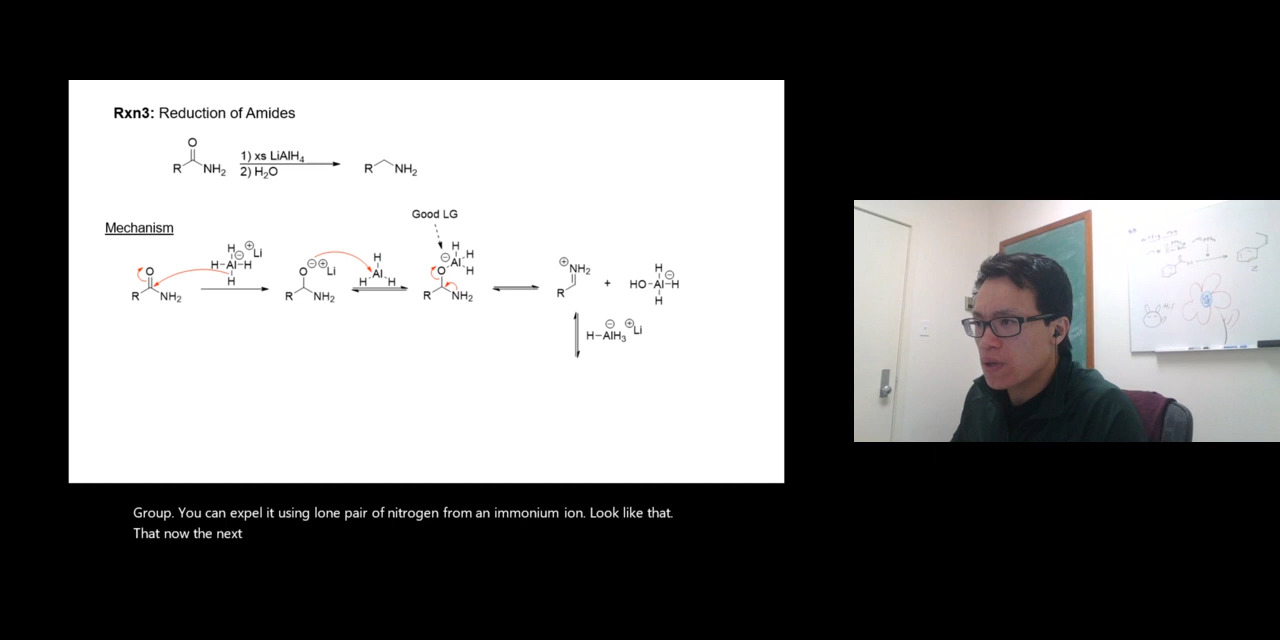 Rxn3: Reduction of Amides
O
R NH2
1) xs LiAlH4
2) H2O
R NH2
Mechanism
Good LG
O
R NH2
H ⊖ ⊕Li
H-Al-H
H
O ⊖ ⊕ Li
R NH2
H
Al
H H
H
⊖ Al H
O H
R NH2
⊕ NH2
R
+
H ⊖
HO-Al-H
H
H-AlH3 ⊖ ⊕ Li
Group. You can expel it using lone pair of nitrogen from an immonium ion. Look like that.
That now the next